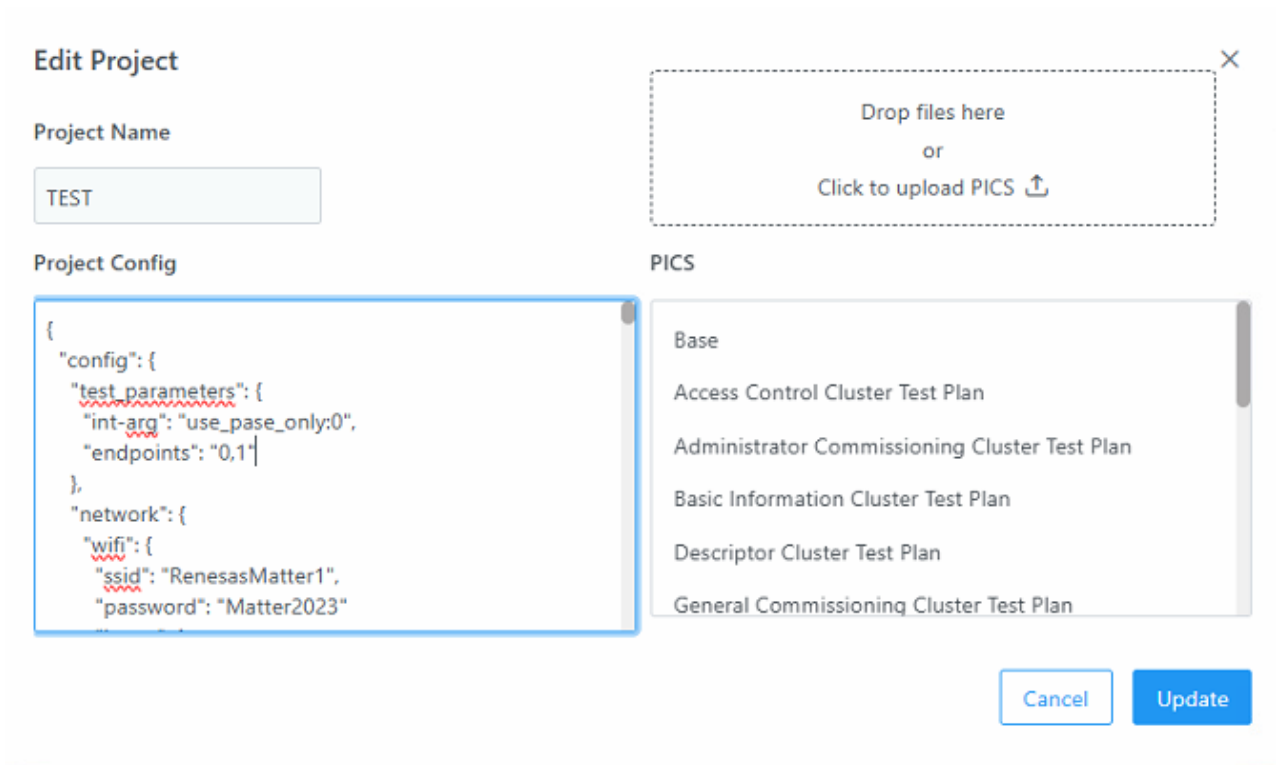 Edit Project
Project Name
TEST
Drop files here
or
Click to upload PICS
Project Config
{
"config": {
"test_parameters": {
"int-arg": "use_pase_only:0",
"endpoints": "0,1"
},
"network": {
"wifi": {
"ssid": "RenesasMatter1",
"password": "Matter2023"
PICS
Base
Access Control Cluster Test Plan
Administrator Commissioning Cluster Test Plan
Basic Information Cluster Test Plan
Descriptor Cluster Test Plan
General Commissioning Cluster Test Plan
Cancel
Update